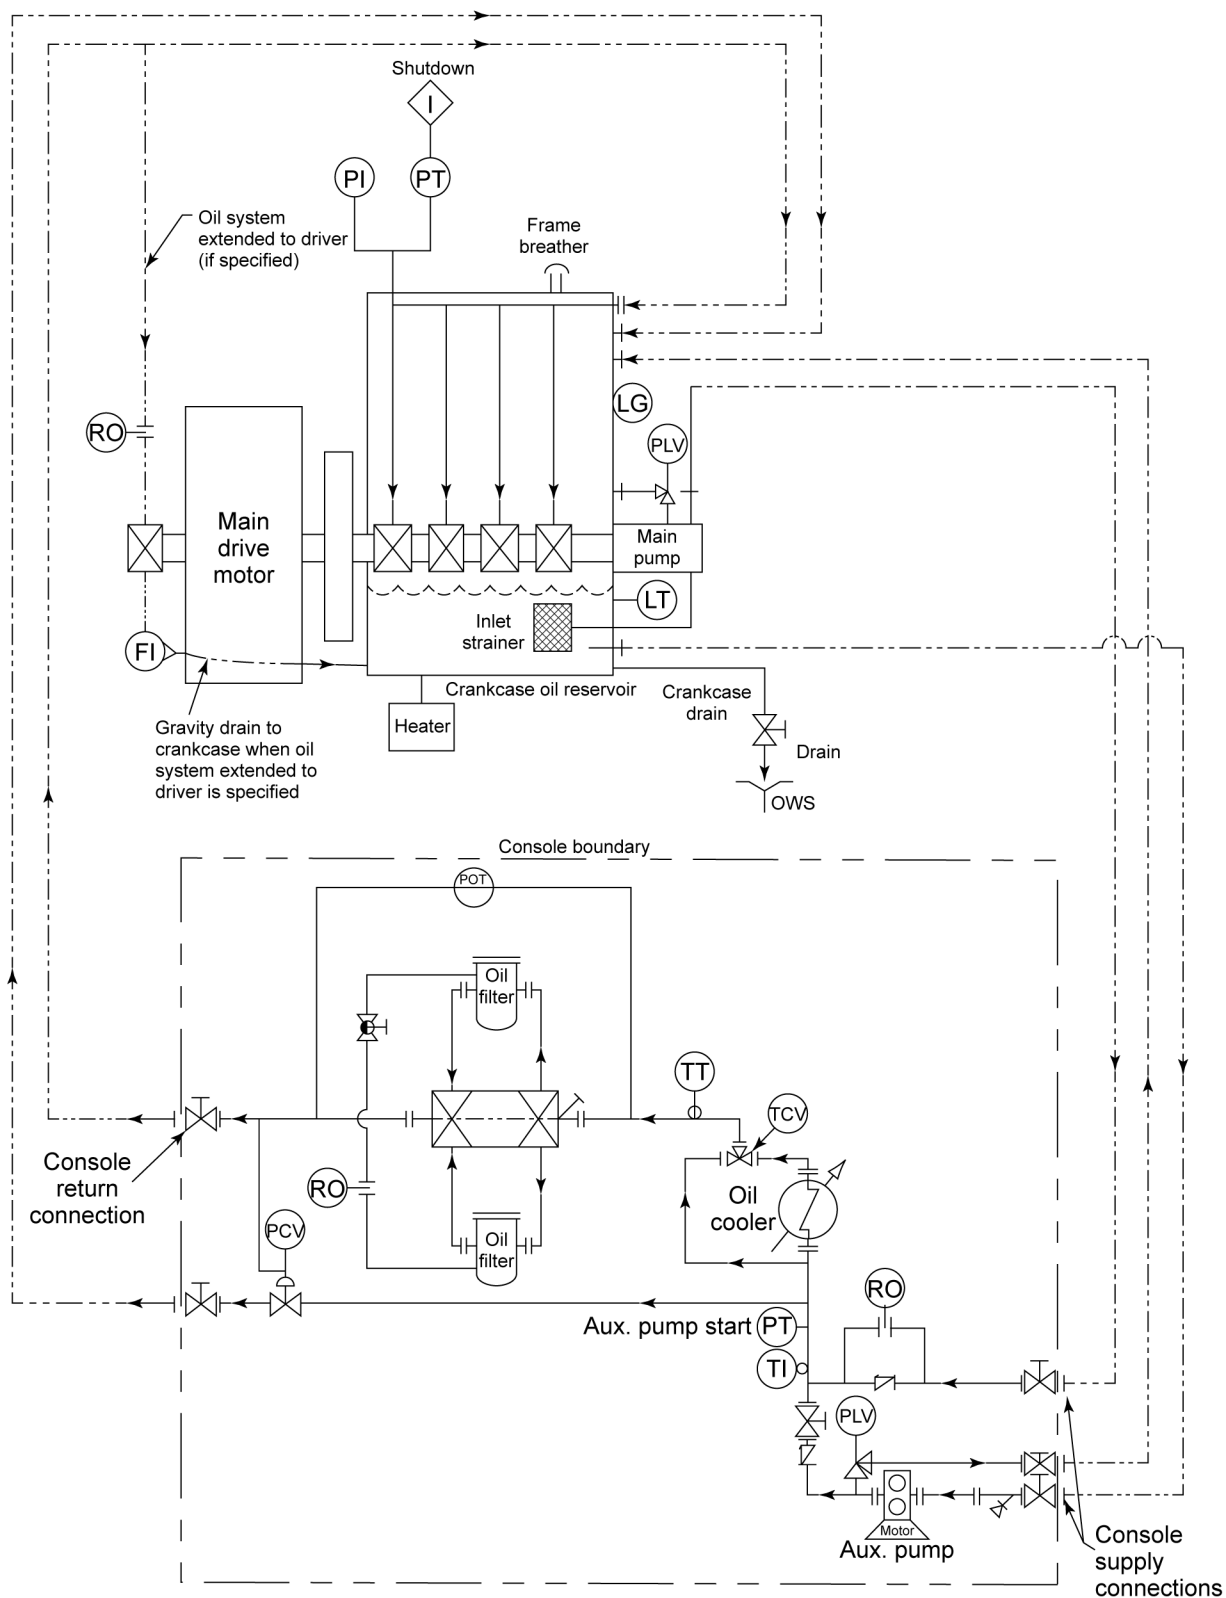 Shutdown
I
PI
PT
Oil system
extended to driver
(if specified)
Frame
breather
LG
RO
PLV
Main
drive
motor
Main
pump
LT
Inlet
strainer
FI
Crankcase oil reservoir
Crankcase
drain
Heater
Gravity drain to
crankcase when oil
system extended to
driver is specified
Drain
OWS
Console boundary
POT
Oil
filter
TT
TCV
Console
return
connection
RO
Oil
cooler
PCV
Oil
filter
RO
Aux. pump start
PT
TI
PLV
Motor
Aux. pump
Console
supply
connections